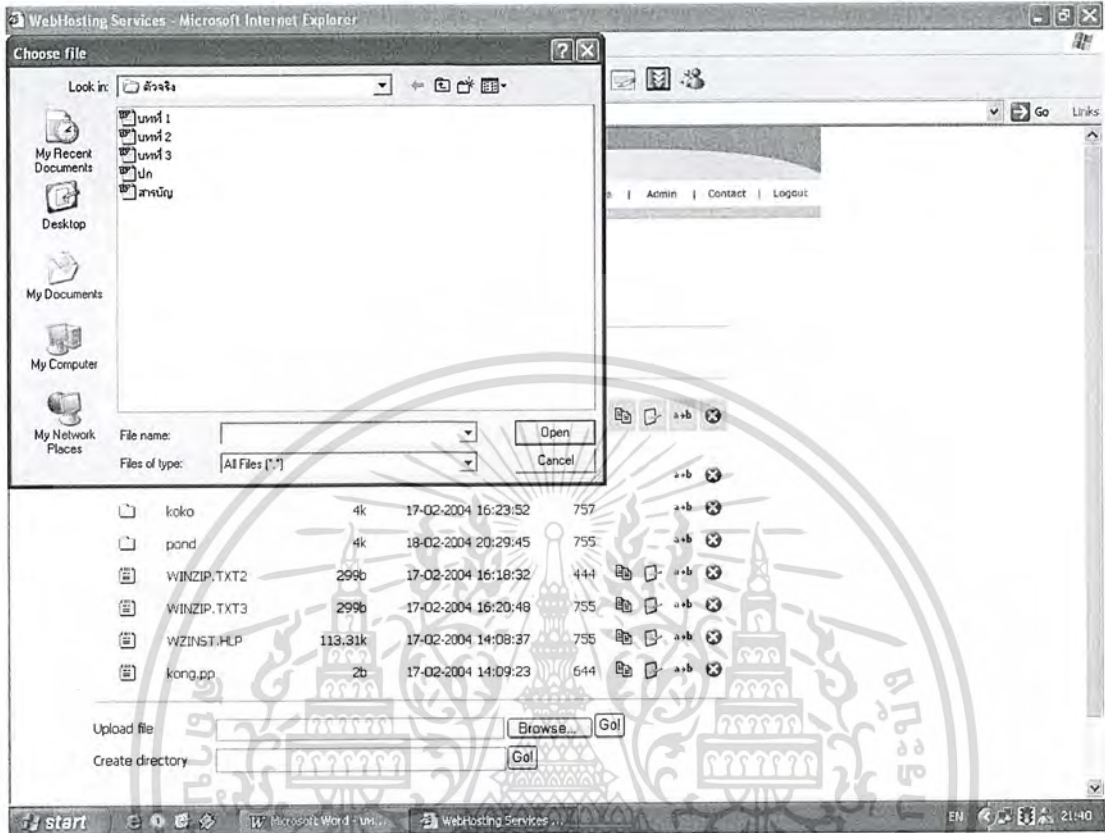 WebHosting Services - Microsoft Internet Explorer
Choose file
Look in: ตัวจริง
Go Links
บทที่ 1
บทที่ 2
บทที่ 3
ปก
สารบัญ
My Recent Documents
Desktop
My Documents
My Computer
My Network Places
| Admin | Contact | Logout
File name: Open
Files of type: All Files (*.*) Cancel
a→b
a→b
koko 4k 17-02-2004 16:23:52 757 a→b
pond 4k 18-02-2004 20:29:45 755 a→b
WINZIP.TXT2 299b 17-02-2004 16:18:32 444 a→b
WINZIP.TXT3 299b 17-02-2004 16:20:48 755 a→b
WZINST.HLP 113.31k 17-02-2004 14:08:37 755 a→b
kong.pp 2b 17-02-2004 14:09:23 644 a→b
Upload file Browse... Go!
Create directory Go!
start Microsoft Word - บท... WebHosting Services ... EN 21:40